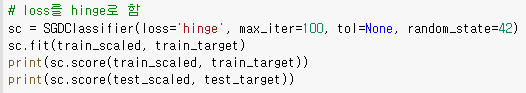 # loss를 hinge로 함
sc = SGDClassifier(loss='hinge', max_iter=100, tol=None, random_state=42)
sc.fit(train_scaled, train_target)
print(sc.score(train_scaled, train_target))
print(sc.score(test_scaled, test_target))